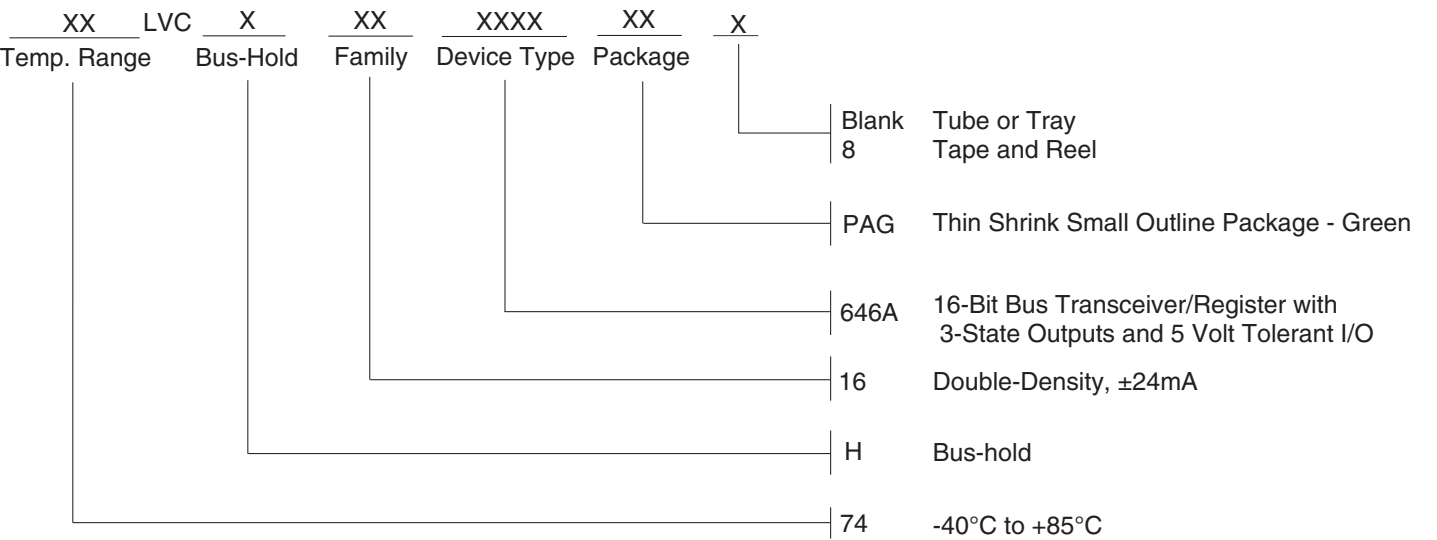 XX LVC X XX XXXX XX X
Temp. Range Bus-Hold Family Device Type Package
Blank Tube or Tray
8 Tape and Reel
PAG Thin Shrink Small Outline Package - Green
646A 16-Bit Bus Transceiver/Register with
3-State Outputs and 5 Volt Tolerant I/O
16 Double-Density, ±24mA
H Bus-hold
74 -40°C to +85°C